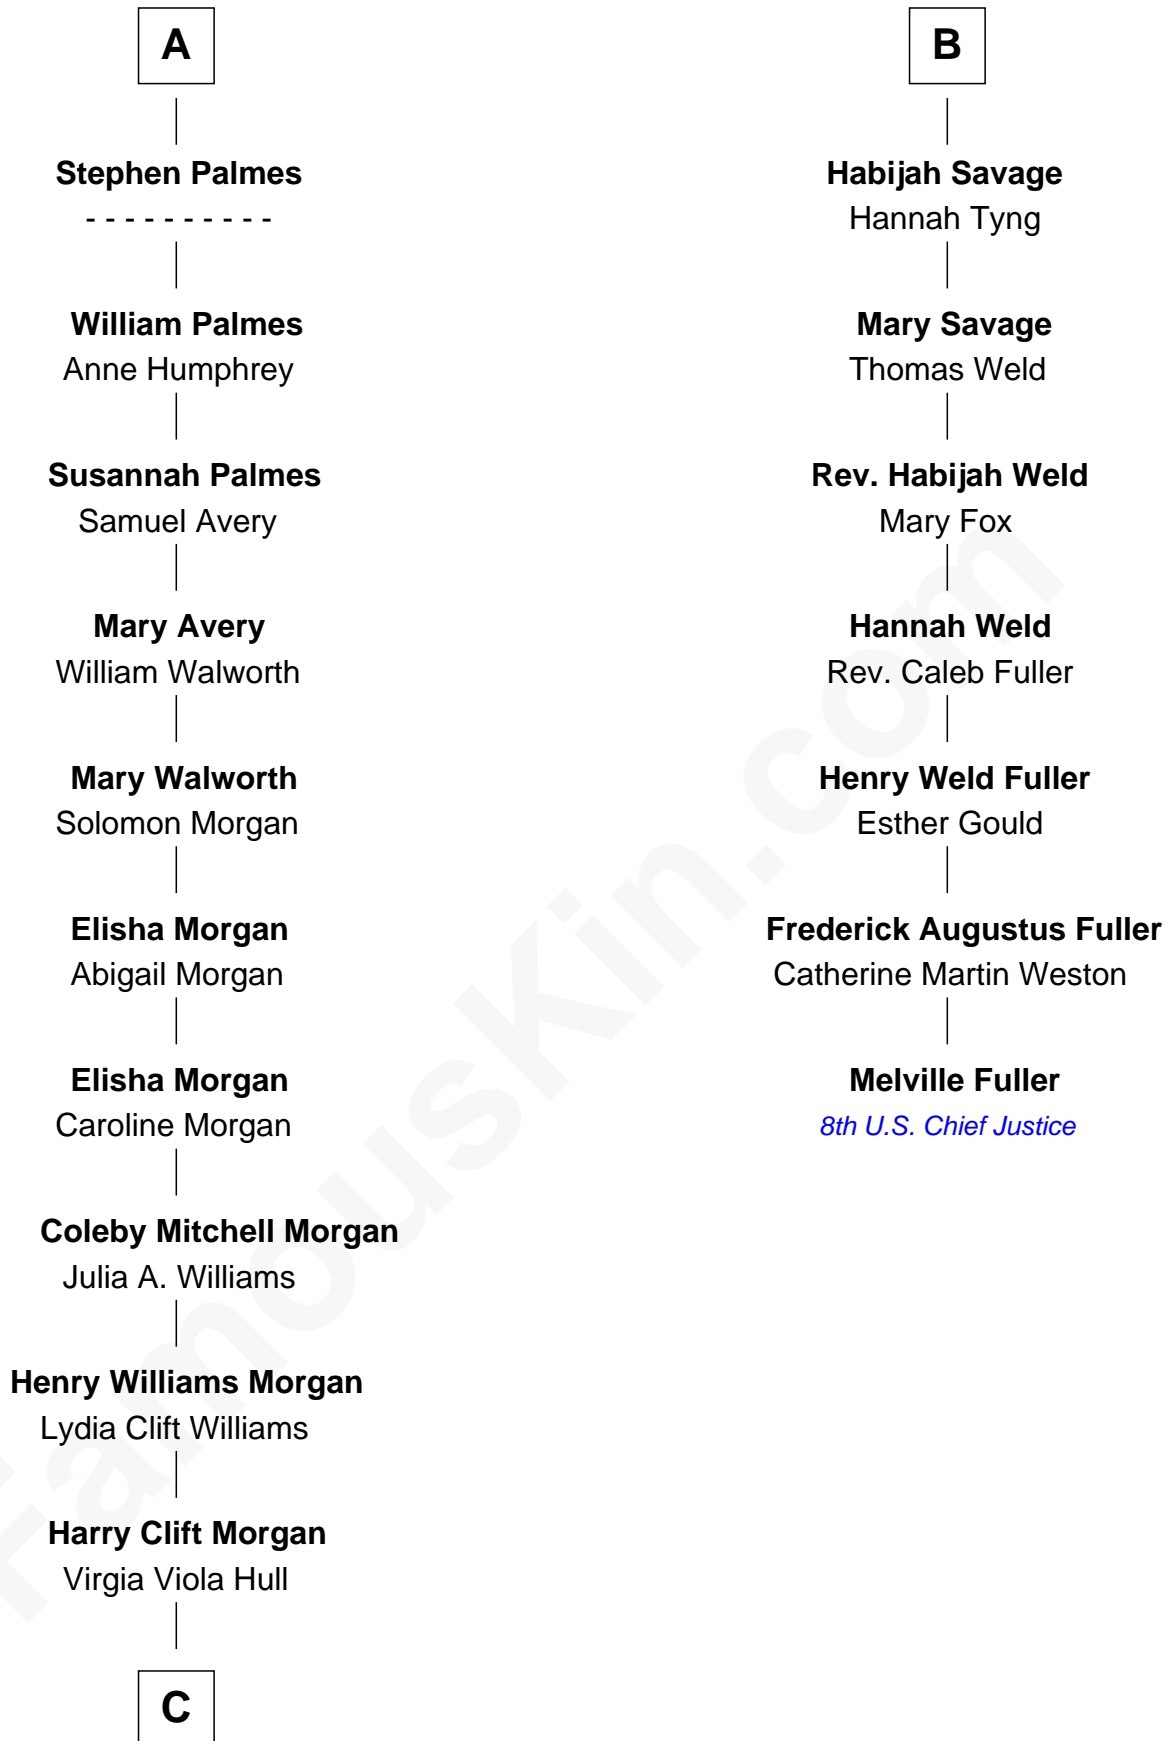 A
Stephen Palmes
- - - - - - - - - -
William Palmes
Anne Humphrey
Susannah Palmes
Samuel Avery
Mary Avery
William Walworth
Mary Walworth
Solomon Morgan
Elisha Morgan
Abigail Morgan
Elisha Morgan
Caroline Morgan
Coleby Mitchell Morgan
Julia A. Williams
Henry Williams Morgan
Lydia Clift Williams
Harry Clift Morgan
Virgia Viola Hull
C
B
Habijah Savage
Hannah Tyng
Mary Savage
Thomas Weld
Rev. Habijah Weld
Mary Fox
Hannah Weld
Rev. Caleb Fuller
Henry Weld Fuller
Esther Gould
Frederick Augustus Fuller
Catherine Martin Weston
Melville Fuller
8th U.S. Chief Justice
FamousKin.com